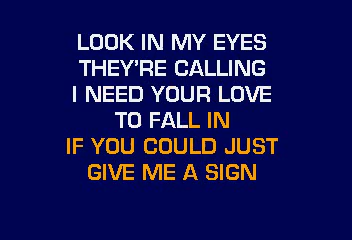 LOOK IN MY EYES
THEY'RE CALLING
I NEED YOUR LOVE
TO FALL IN
IF YOU COULD JUST
GIVE ME A SIGN